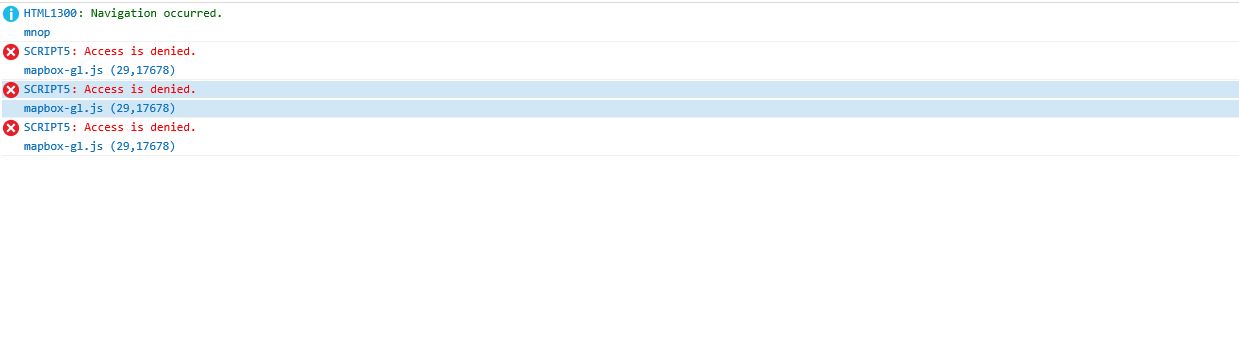 HTML1300: Navigation occurred.
mnop
SCRIPT5: Access is denied.
mapbox-gl.js (29,17678)
SCRIPT5: Access is denied.
mapbox-gl.js (29,17678)
SCRIPT5: Access is denied.
mapbox-gl.js (29,17678)